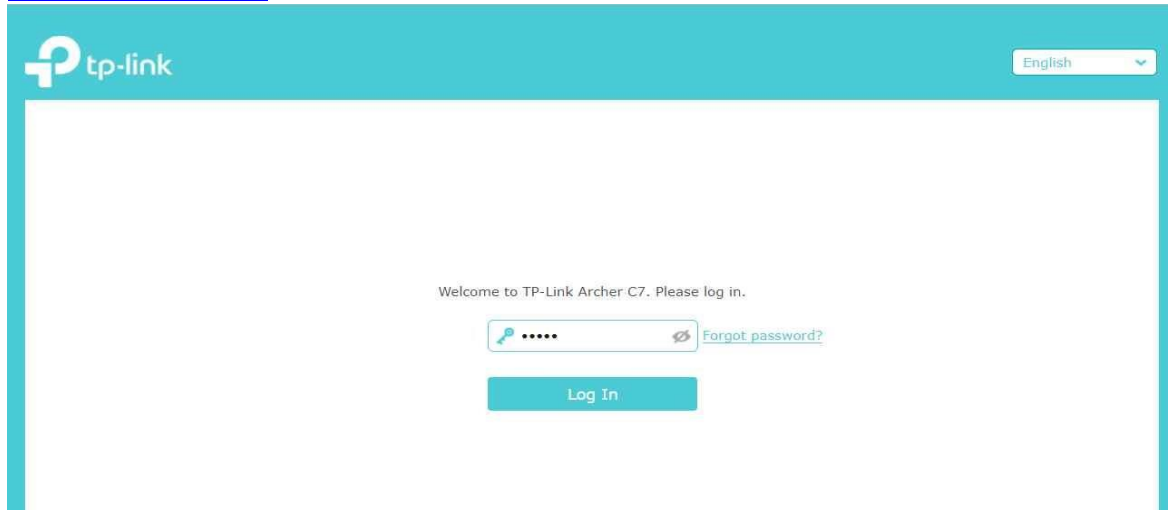 tp-link
English
Welcome to TP-Link Archer C7. Please log in.
•••••
Forgot password?
Log In